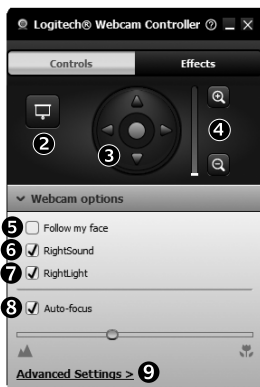 Logitech® Webcam Controller
Controls Effects
2
3
4
Webcam options
5 Follow my face
6 RightSound
7 RightLight
8 Auto-focus
Advanced Settings > 9